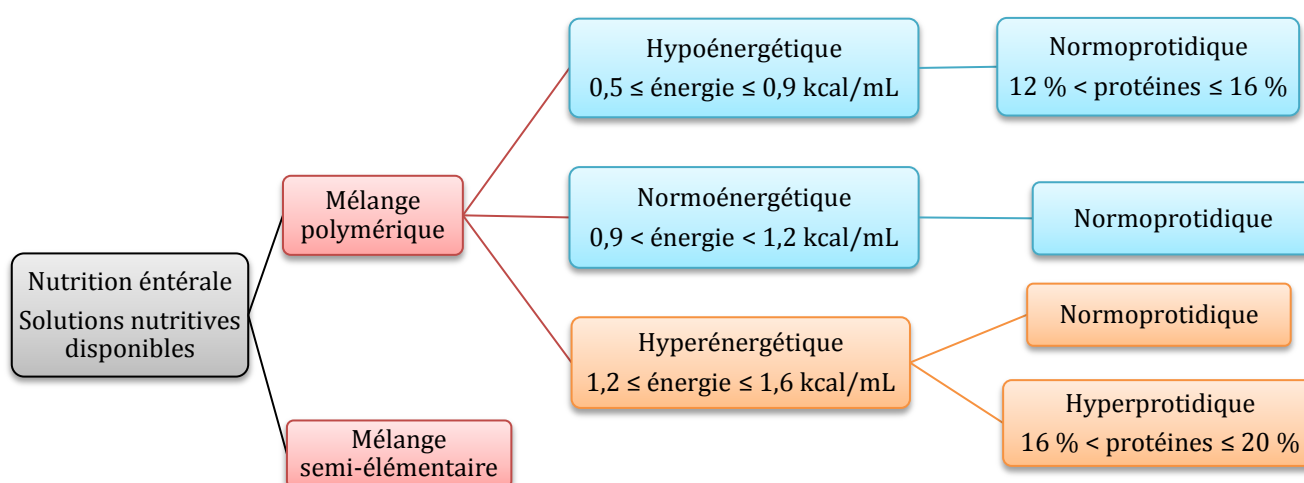 Nutrition éntérale
Solutions nutritives
disponibles
Mélange
polymérique
Hypoénergétique
0,5 ≤ énergie ≤ 0,9 kcal/mL
Normoprotidique
12 % < protéines ≤ 16 %
Normoénergétique
0,9 < énergie < 1,2 kcal/mL
Normoprotidique
Hyperénergétique
1,2 ≤ énergie ≤ 1,6 kcal/mL
Normoprotidique
Hyperprotidique
16 % < protéines ≤ 20 %
Mélange
semi-élémentaire